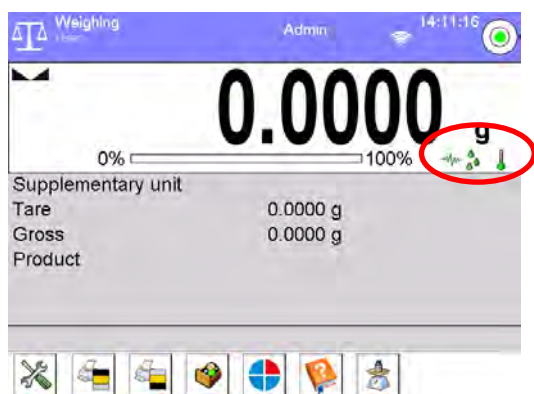 Weighing
Admin
14:11:16
0.0000 g
0% 100%
Supplementary unit
Tare 0.0000 g
Gross 0.0000 g
Product